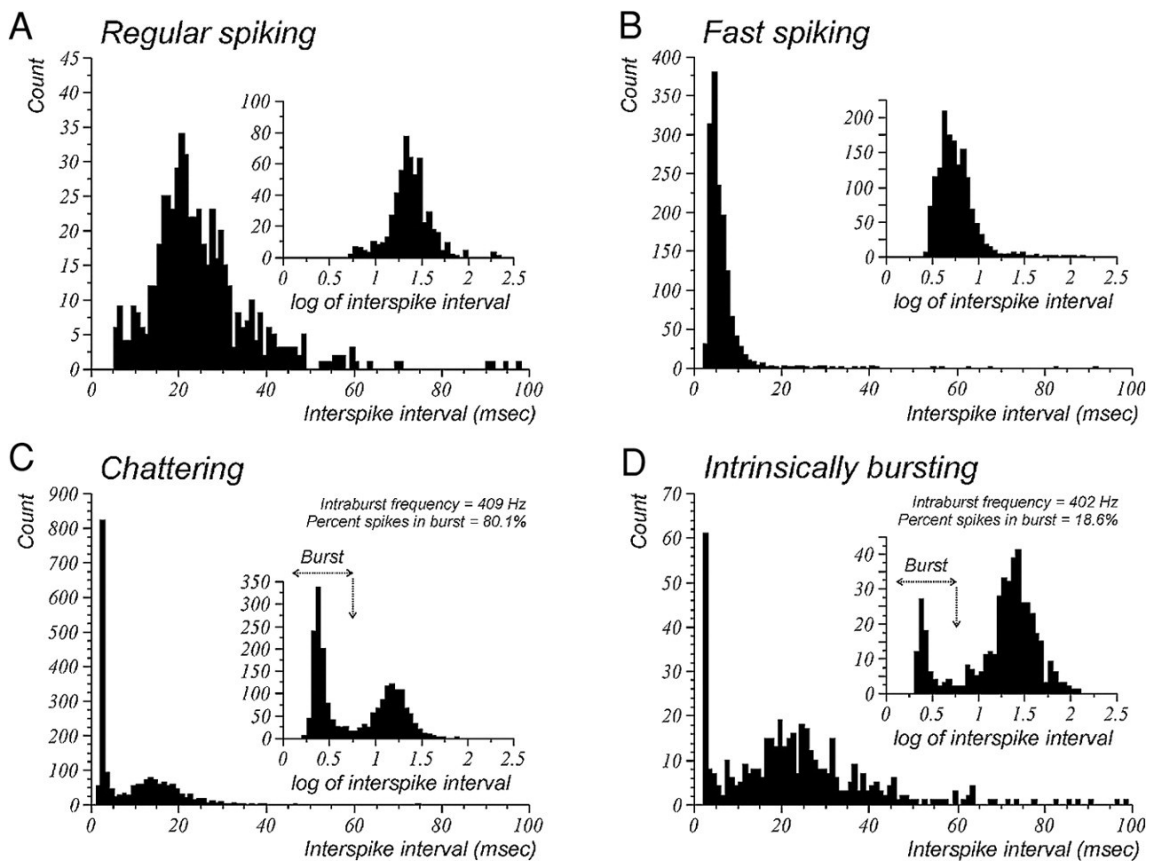 A
Regular spiking
Count
45
40
35
30
25
20
15
10
5
0
0 20 40 60 80 100
Interspike interval (msec)
100
80
60
40
20
0
0 0.5 1.0 1.5 2 2.5
log of interspike interval
B
Fast spiking
Count
400
350
300
250
200
150
100
50
0
0 20 40 60 80 100
Interspike interval (msec)
200
150
100
50
0
0 0.5 1.0 1.5 2 2.5
log of interspike interval
C
Chattering
Count
900
800
700
600
500
400
300
200
100
0
0 20 40 60 80 100
Interspike interval (msec)
Intraburst frequency = 409 Hz
Percent spikes in burst = 80.1%
Burst
350
300
250
200
150
100
50
0
0 0.5 1.0 1.5 2 2.5
log of interspike interval
D
Intrinsically bursting
Count
70
60
50
40
30
20
10
0
0 20 40 60 80 100
Interspike interval (msec)
Intraburst frequency = 402 Hz
Percent spikes in burst = 18.6%
Burst
40
30
20
10
0
0 0.5 1.0 1.5 2 2.5
log of interspike interval